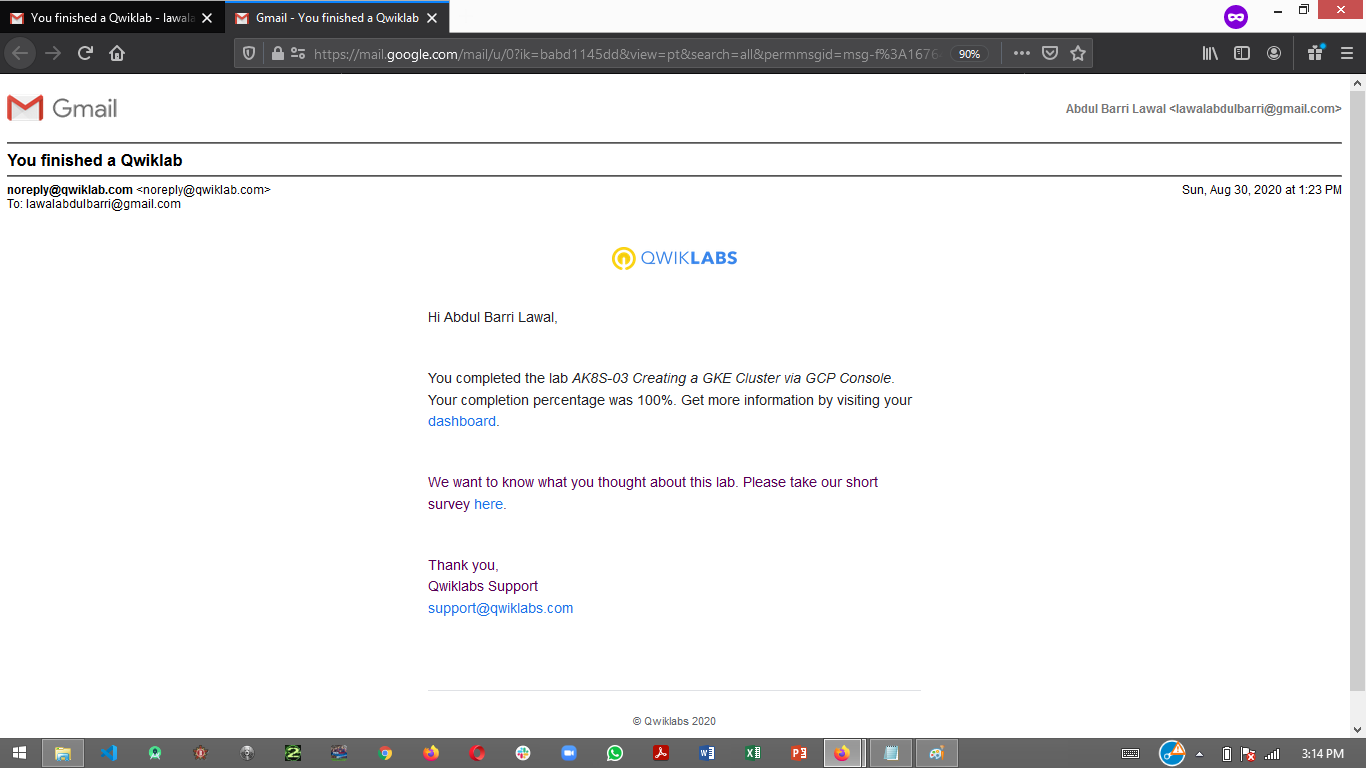 You finished a Qwiklab - lawala
Gmail - You finished a Qwiklab
https://mail.google.com/mail/u/0?ik=babd1145dd&view=pt&search=all&permmsgid=msg-f%3A1676
90%
Gmail
Abdul Barri Lawal <lawalabdulbarri@gmail.com>
You finished a Qwiklab
noreply@qwiklab.com <noreply@qwiklab.com>
Sun, Aug 30, 2020 at 1:23 PM
To: lawalabdulbarri@gmail.com
QWIKLABS
Hi Abdul Barri Lawal,
You completed the lab AK8S-03 Creating a GKE Cluster via GCP Console.
Your completion percentage was 100%. Get more information by visiting your
dashboard.
We want to know what you thought about this lab. Please take our short
survey here.
Thank you,
Qwiklabs Support
support@qwiklabs.com
© Qwiklabs 2020
3:14 PM